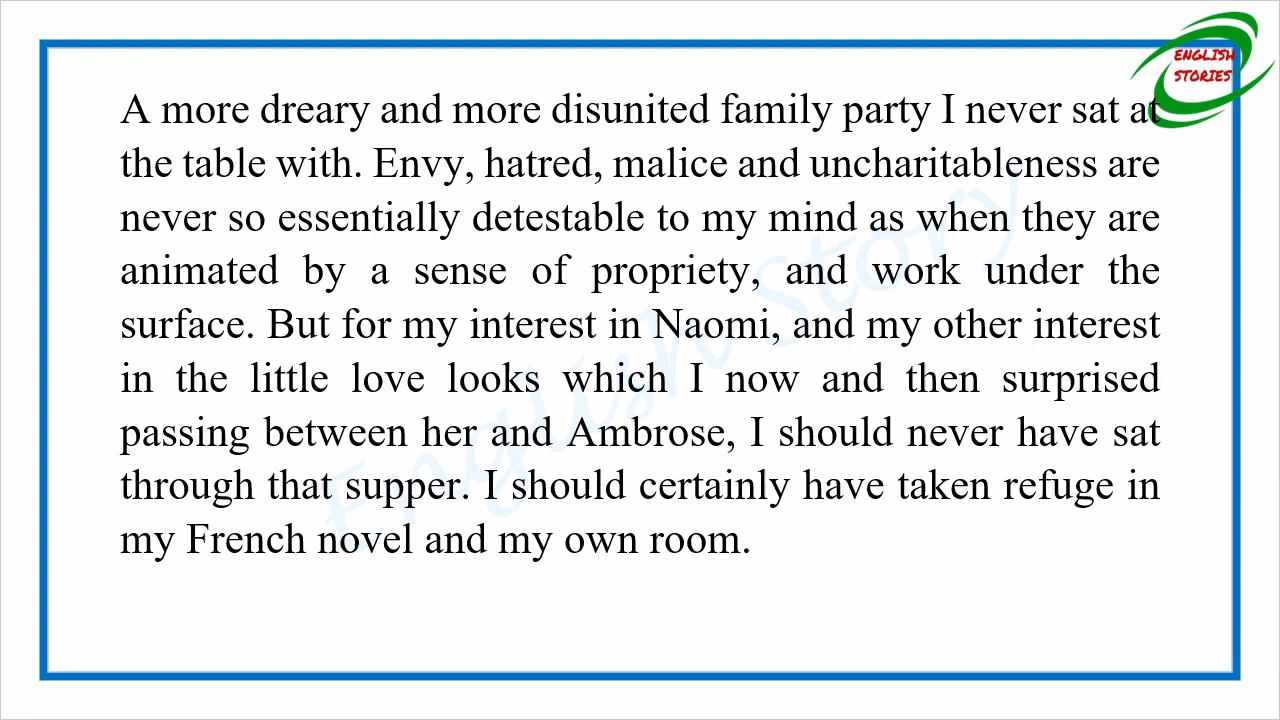 ENGLISH
STORIES
A more dreary and more disunited family party I never sat at
the table with. Envy, hatred, malice and uncharitableness are
never so essentially detestable to my mind as when they are
animated by a sense of propriety, and work under the
surface. But for my interest in Naomi, and my other interest
in the little love looks which I now and then surprised
passing between her and Ambrose, I should never have sat
through that supper. I should certainly have taken refuge in
my French novel and my own room.
English Story